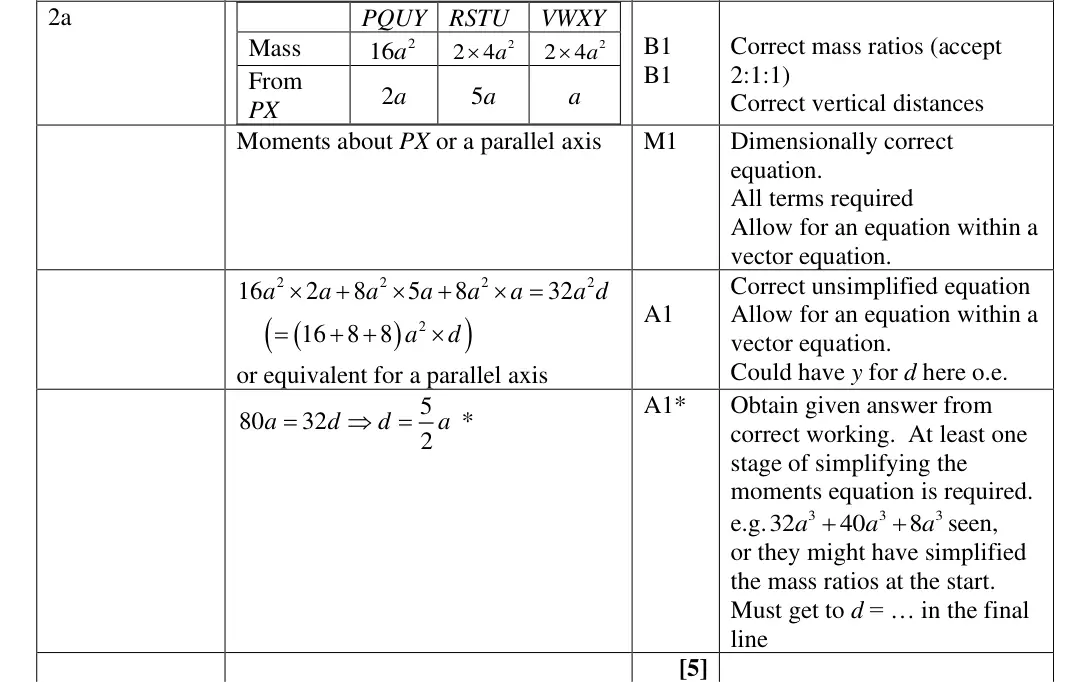 2a
PQUY RSTU VWXY
Mass 16a² 2×4a² 2×4a²
From
PX 2a 5a a
B1
B1
Correct mass ratios (accept
2:1:1)
Correct vertical distances
Moments about PX or a parallel axis
M1
Dimensionally correct
equation.
All terms required
Allow for an equation within a
vector equation.
16a²×2a+8a²×5a+8a²×a=32a²d
(=(16+8+8)a²×d)
or equivalent for a parallel axis
A1
Correct unsimplified equation
Allow for an equation within a
vector equation.
Could have y for d here o.e.
80a=32d⇒d=5/2 a *
A1*
Obtain given answer from
correct working. At least one
stage of simplifying the
moments equation is required.
e.g. 32a³+40a³+8a³ seen,
or they might have simplified
the mass ratios at the start.
Must get to d = … in the final
line
[5]